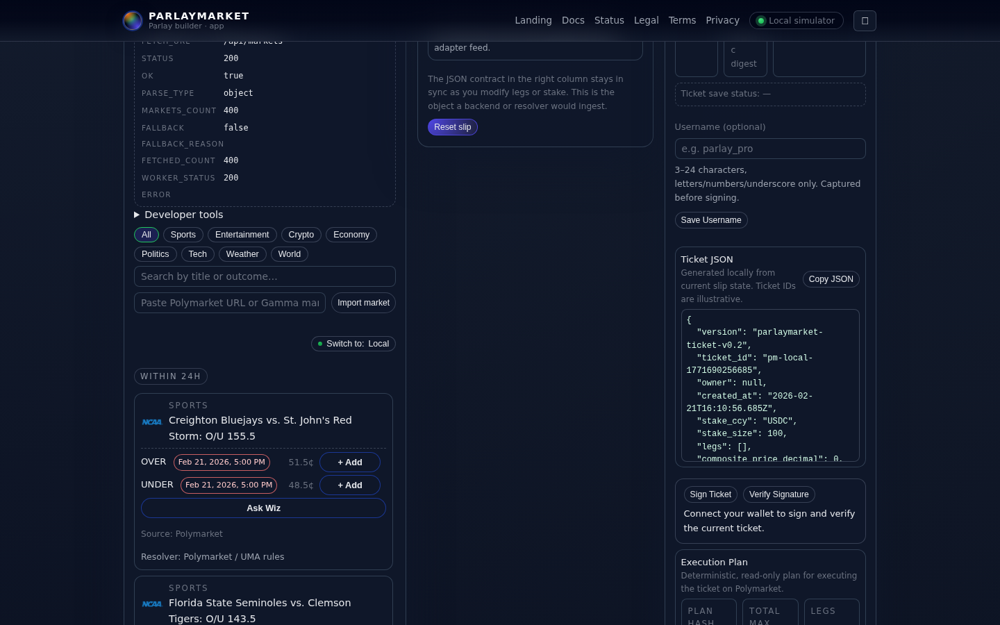 PARLAYMARKET
Parlay builder · app
Landing Docs Status Legal Terms Privacy Local simulator
FETCH_URL /api/markets
STATUS 200
OK true
PARSE_TYPE object
MARKETS_COUNT 400
FALLBACK false
FALLBACK_REASON
FETCHED_COUNT 400
WORKER_STATUS 200
ERROR
Developer tools
All Sports Entertainment Crypto Economy
Politics Tech Weather World
Search by title or outcome…
Paste Polymarket URL or Gamma mar Import market
Switch to: Local
WITHIN 24H
SPORTS
NCAA Creighton Bluejays vs. St. John's Red
Storm: O/U 155.5
OVER Feb 21, 2026, 5:00 PM 51.5¢ + Add
UNDER Feb 21, 2026, 5:00 PM 48.5¢ + Add
Ask Wiz
Source: Polymarket
Resolver: Polymarket / UMA rules
SPORTS
NCAA Florida State Seminoles vs. Clemson
Tigers: O/U 143.5
adapter feed.
The JSON contract in the right column stays in
sync as you modify legs or stake. This is the
object a backend or resolver would ingest.
Reset slip
c
digest
Ticket save status: —
Username (optional)
e.g. parlay_pro
3–24 characters,
letters/numbers/underscore only. Captured
before signing.
Save Username
Ticket JSON
Generated locally from
current slip state. Ticket IDs
are illustrative.
Copy JSON
{
"version": "parlaymarket-
ticket-v0.2",
"ticket_id": "pm-local-
1771690256685",
"owner": null,
"created_at": "2026-02-
21T16:10:56.685Z",
"stake_ccy": "USDC",
"stake_size": 100,
"legs": [],
"composite_price_decimal": 0,
Sign Ticket Verify Signature
Connect your wallet to sign and verify
the current ticket.
Execution Plan
Deterministic, read-only plan for executing
the ticket on Polymarket.
PLAN TOTAL LEGS
HASH MAX